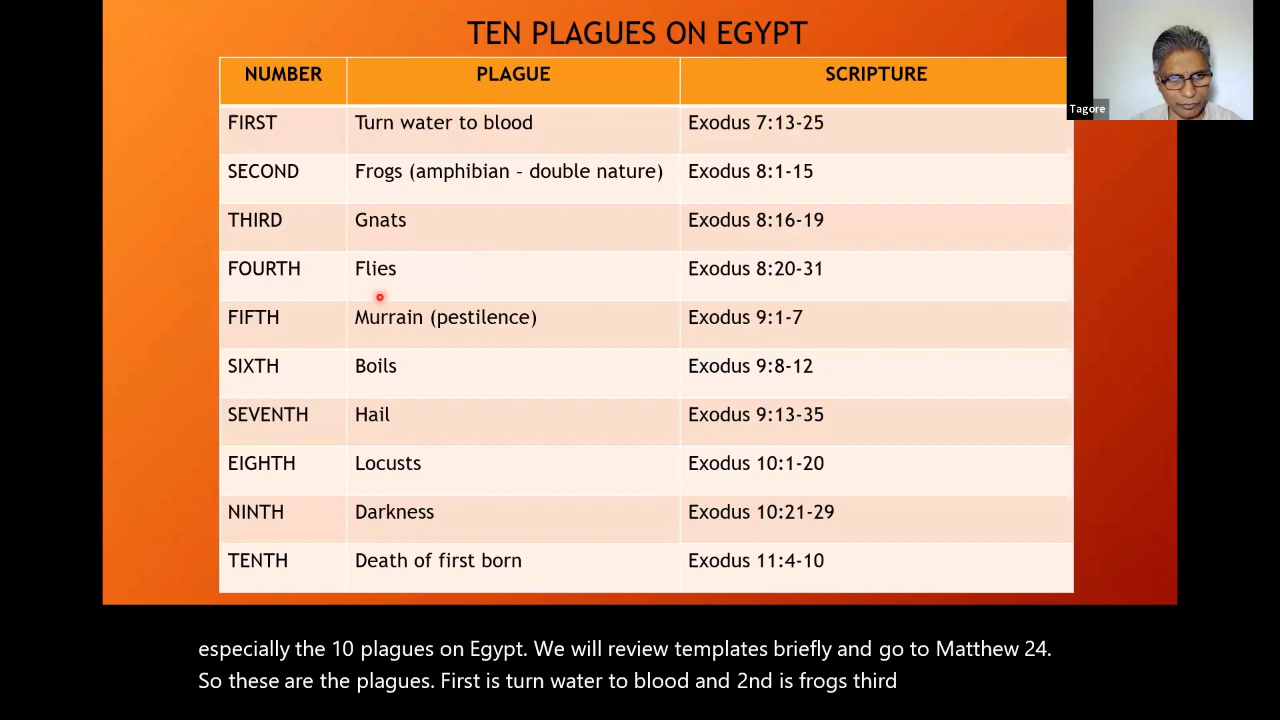 TEN PLAGUES ON EGYPT
NUMBER PLAGUE SCRIPTURE
FIRST Turn water to blood Exodus 7:13-25
SECOND Frogs (amphibian – double nature) Exodus 8:1-15
THIRD Gnats Exodus 8:16-19
FOURTH Flies Exodus 8:20-31
FIFTH Murrain (pestilence) Exodus 9:1-7
SIXTH Boils Exodus 9:8-12
SEVENTH Hail Exodus 9:13-35
EIGHTH Locusts Exodus 10:1-20
NINTH Darkness Exodus 10:21-29
TENTH Death of first born Exodus 11:4-10
Tagore
especially the 10 plagues on Egypt. We will review templates briefly and go to Matthew 24.
So these are the plagues. First is turn water to blood and 2nd is frogs third